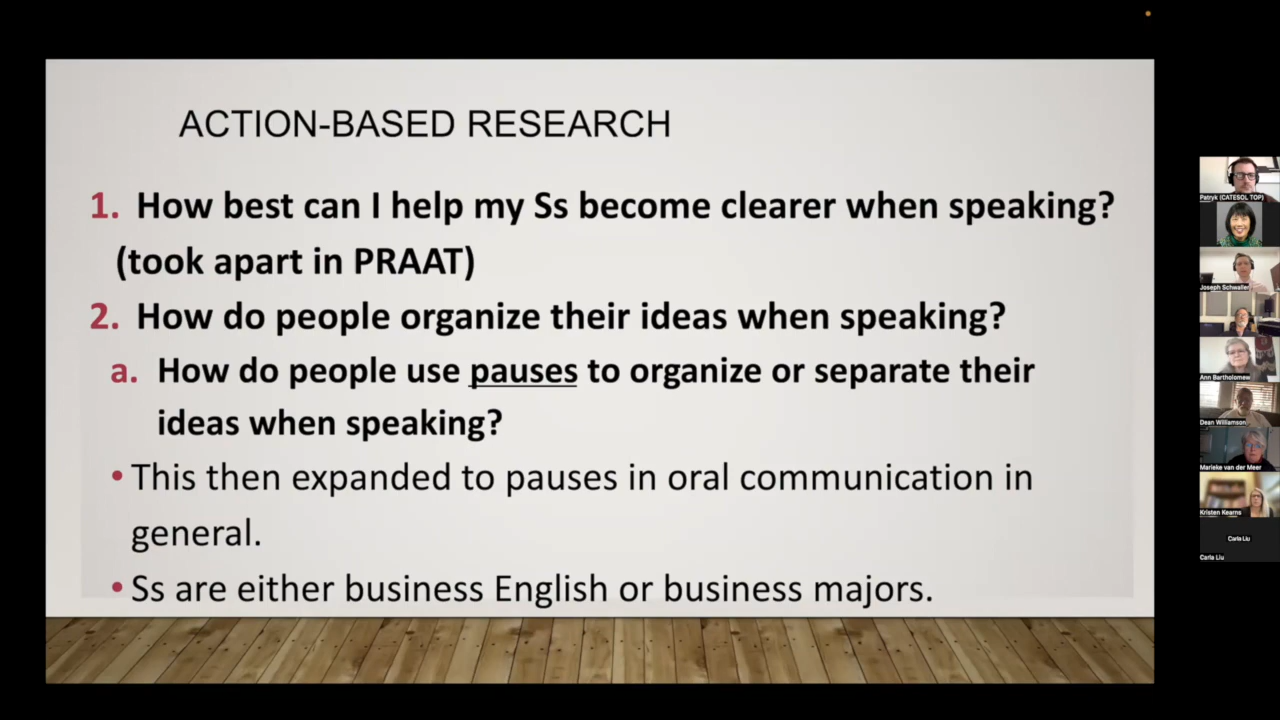 ACTION-BASED RESEARCH
1. How best can I help my Ss become clearer when speaking?
(took apart in PRAAT)
2. How do people organize their ideas when speaking?
a. How do people use pauses to organize or separate their
ideas when speaking?
• This then expanded to pauses in oral communication in
general.
• Ss are either business English or business majors.
Patryk (CATESOL TOP)
Joseph Schwaller
Ann Bartholomew
Dean Williamson
Marieke van der Meer
Kristen Kearns
Carla Liu
Carla Liu